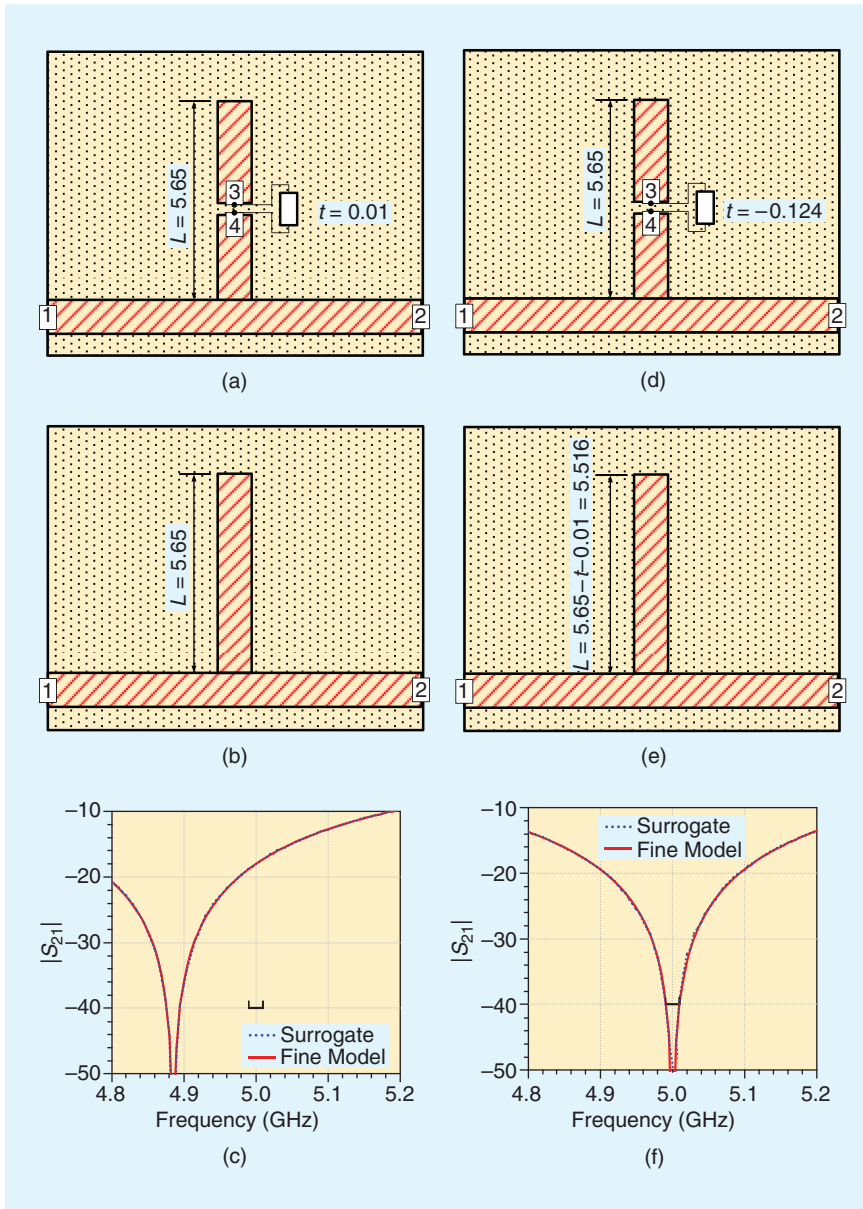 L = 5.65
3
4
t = 0.01
1
2
(a)
L = 5.65
3
4
t = −0.124
1
2
(d)
L = 5.65
1
2
(b)
L = 5.65−t−0.01 = 5.516
1
2
(e)
|S21|
−10
−20
−30
−40
−50
Surrogate
Fine Model
4.8
4.9
5.0
5.1
5.2
Frequency (GHz)
(c)
|S21|
−10
−20
−30
−40
−50
Surrogate
Fine Model
4.8
4.9
5.0
5.1
5.2
Frequency (GHz)
(f)